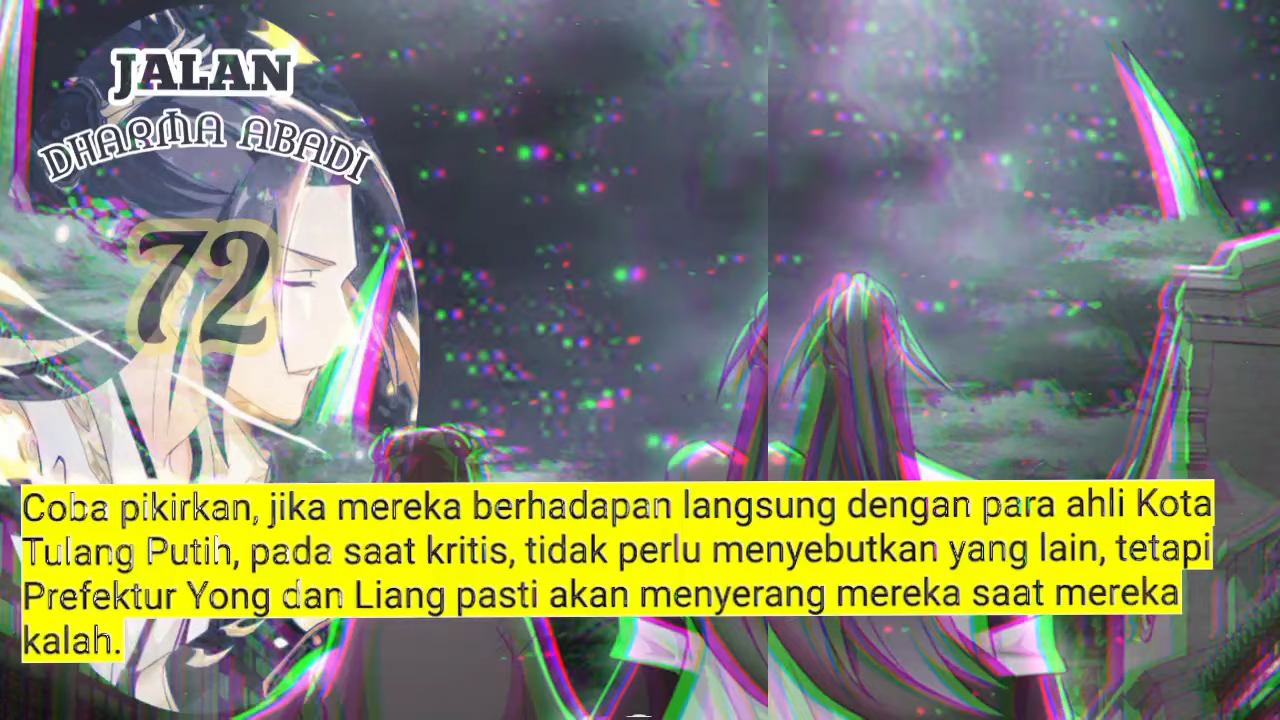 JALAN
DHARMA ABADI
72
Coba pikirkan, jika mereka berhadapan langsung dengan para ahli Kota
Tulang Putih, pada saat kritis, tidak perlu menyebutkan yang lain, tetapi
Prefektur Yong dan Liang pasti akan menyerang mereka saat mereka
kalah.